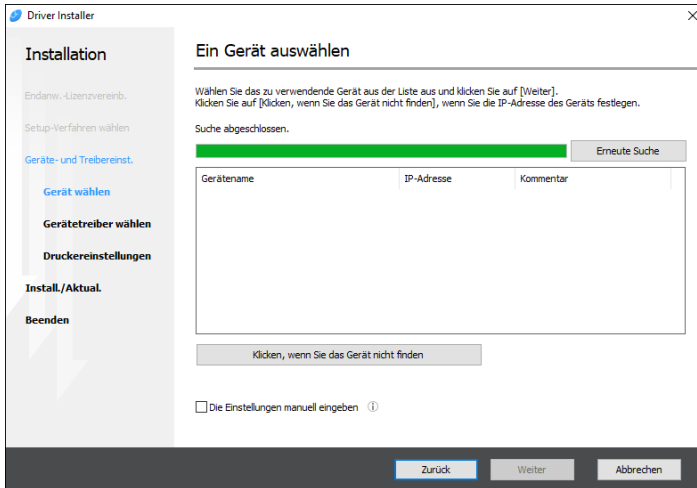 Driver Installer
Installation
Endanw.-Lizenzvereinb.
Setup-Verfahren wählen
Geräte- und Treibereinst.
Gerät wählen
Gerätetreiber wählen
Druckereinstellungen
Install./Aktual.
Beenden
Ein Gerät auswählen
Wählen Sie das zu verwendende Gerät aus der Liste aus und klicken Sie auf [Weiter].
Klicken Sie auf [Klicken, wenn Sie das Gerät nicht finden], wenn Sie die IP-Adresse des Geräts festlegen.
Suche abgeschlossen.
Erneute Suche
Gerätename IP-Adresse Kommentar
Klicken, wenn Sie das Gerät nicht finden
Die Einstellungen manuell eingeben
Zurück Weiter Abbrechen